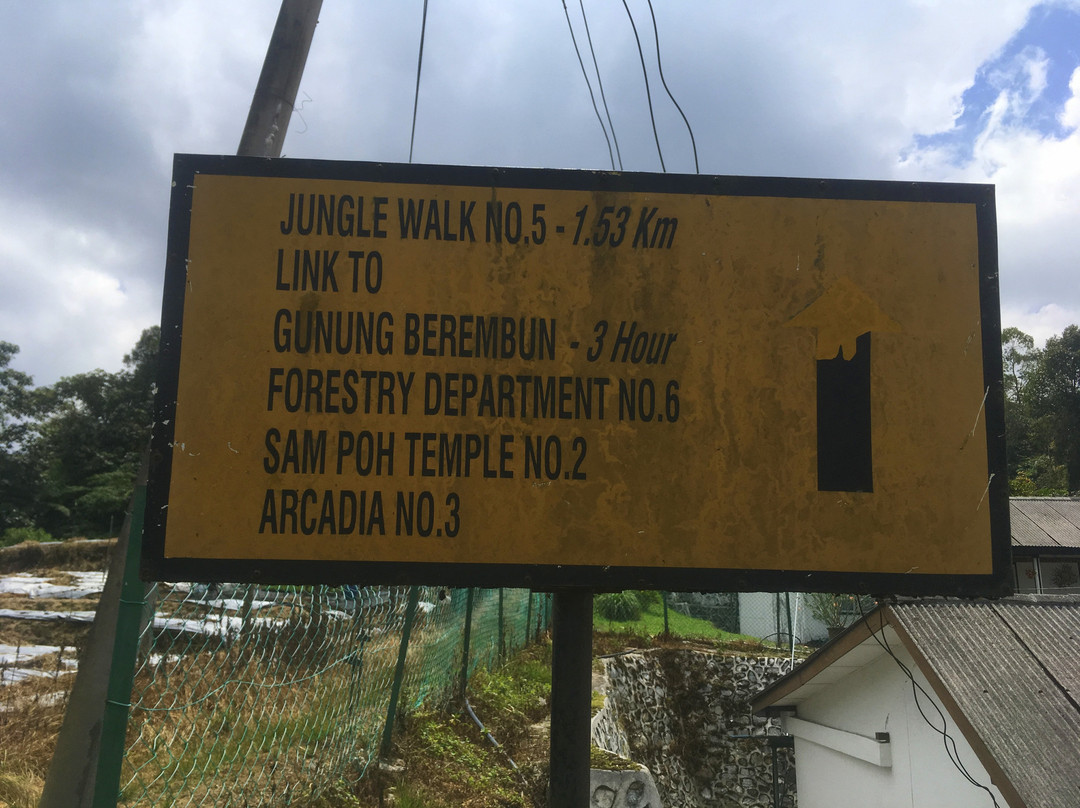 JUNGLE WALK NO.5 - 1.53 Km
LINK TO
GUNUNG BEREMBUN - 3 Hour
FORESTRY DEPARTMENT NO.6
SAM POH TEMPLE NO.2
ARCADIA NO.3